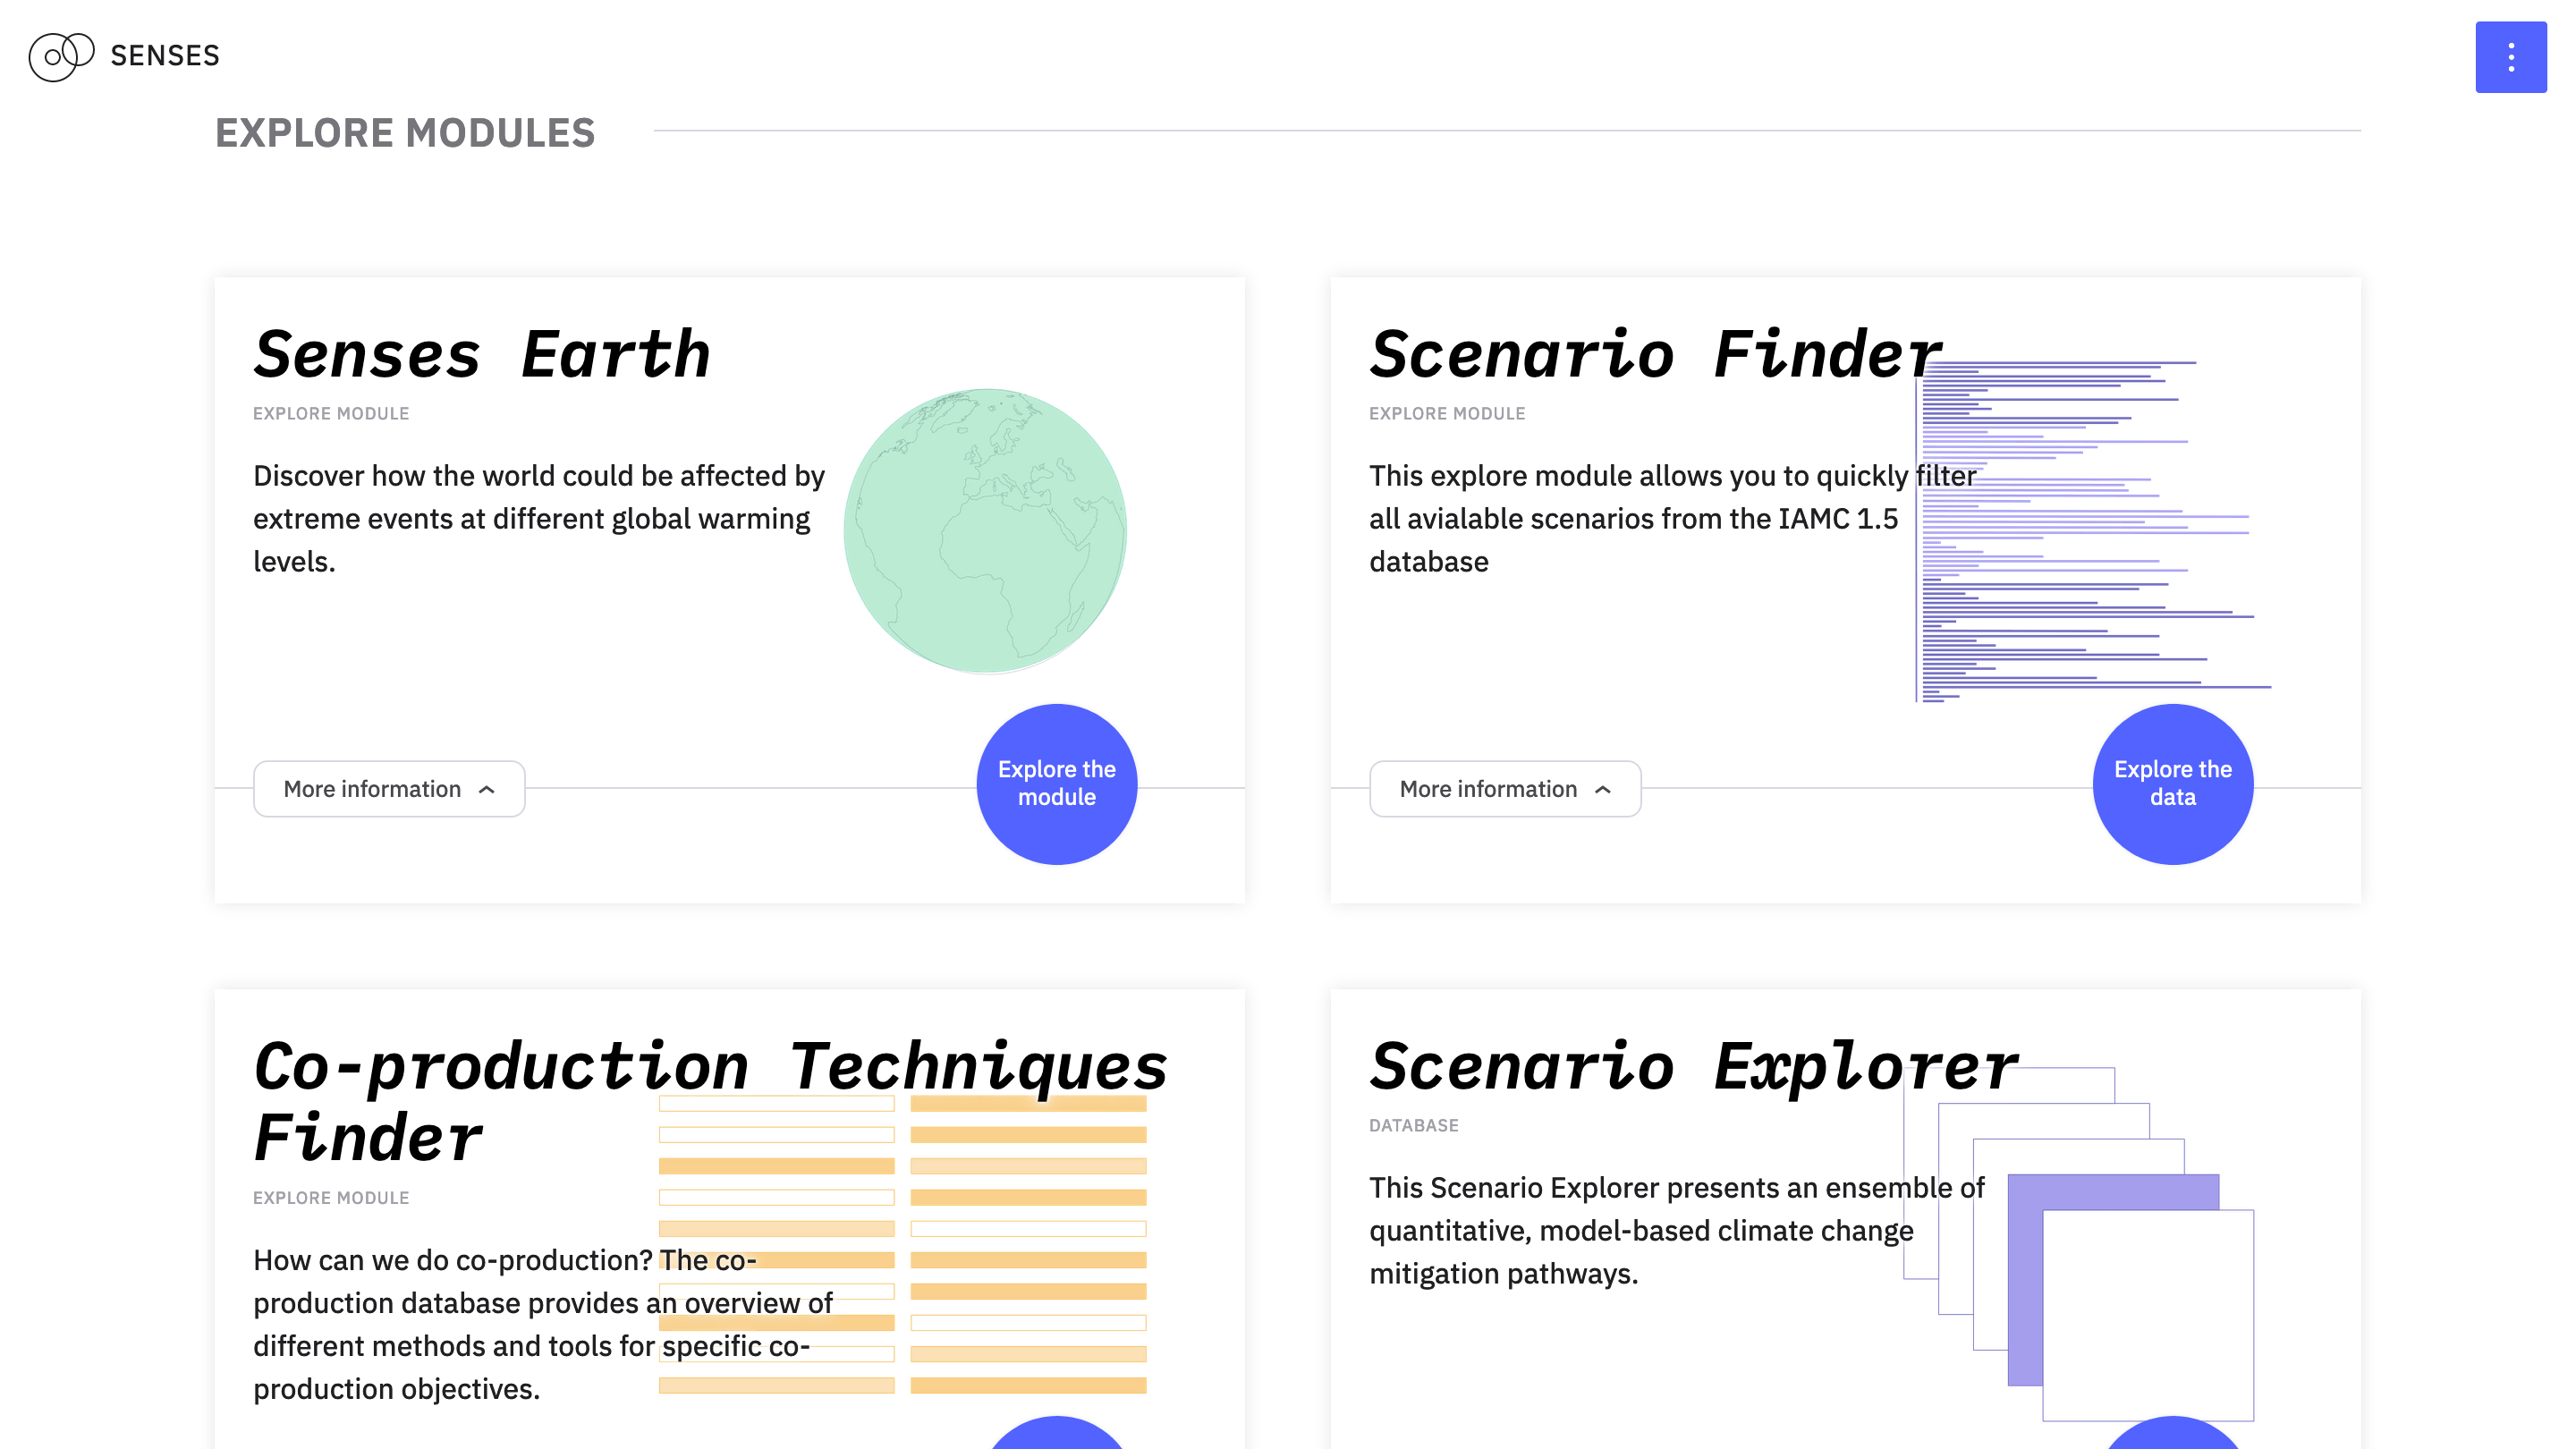 SENSES
EXPLORE MODULES
Senses Earth
EXPLORE MODULE
Discover how the world could be affected by
extreme events at different global warming
levels.
More information
Explore the
module
Scenario Finder
EXPLORE MODULE
This explore module allows you to quickly filter
all avialable scenarios from the IAMC 1.5
database
More information
Explore the
data
Co-production Techniques
Finder
EXPLORE MODULE
How can we do co-production? The co-
production database provides an overview of
different methods and tools for specific co-
production objectives.
Scenario Explorer
DATABASE
This Scenario Explorer presents an ensemble of
quantitative, model-based climate change
mitigation pathways.